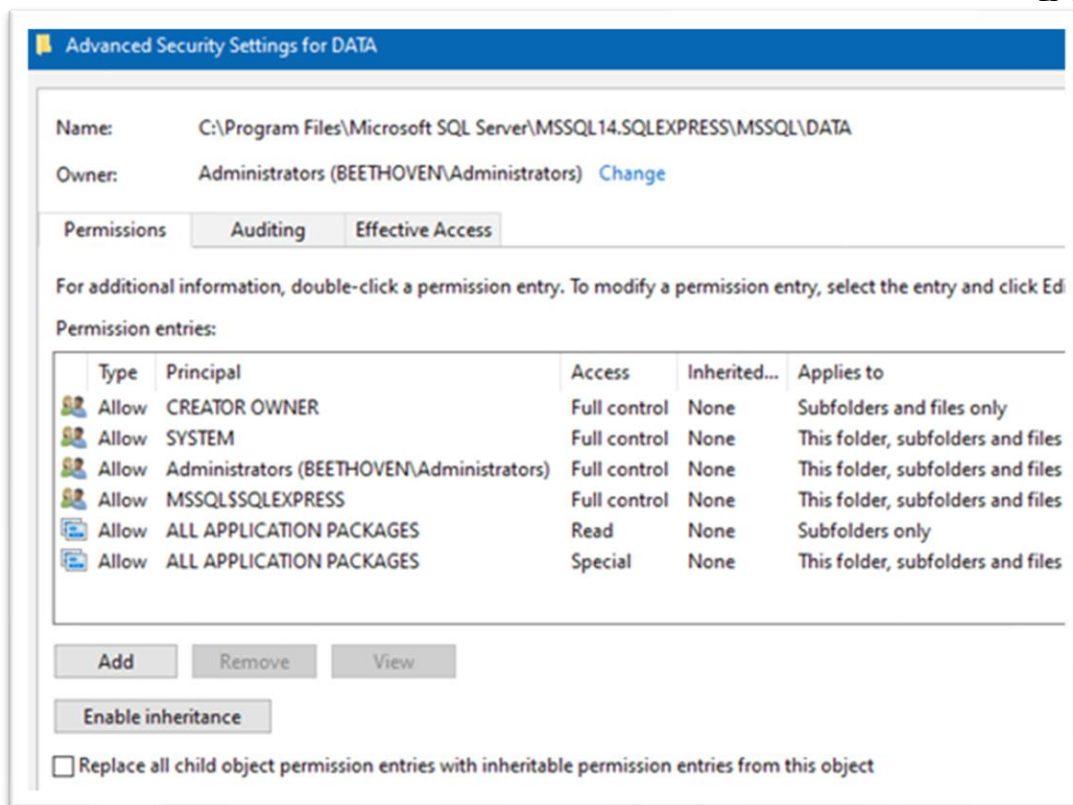 Advanced Security Settings for DATA
Name: C:\Program Files\Microsoft SQL Server\MSSQL14.SQLEXPRESS\MSSQL\DATA
Owner: Administrators (BEETHOVEN\Administrators) Change
Permissions Auditing Effective Access
For additional information, double-click a permission entry. To modify a permission entry, select the entry and click Edi
Permission entries:
Type Principal Access Inherited... Applies to
Allow CREATOR OWNER Full control None Subfolders and files only
Allow SYSTEM Full control None This folder, subfolders and files
Allow Administrators (BEETHOVEN\Administrators) Full control None This folder, subfolders and files
Allow MSSQL$SQLEXPRESS Full control None This folder, subfolders and files
Allow ALL APPLICATION PACKAGES Read None Subfolders only
Allow ALL APPLICATION PACKAGES Special None This folder, subfolders and files
Add Remove View
Enable inheritance
Replace all child object permission entries with inheritable permission entries from this object